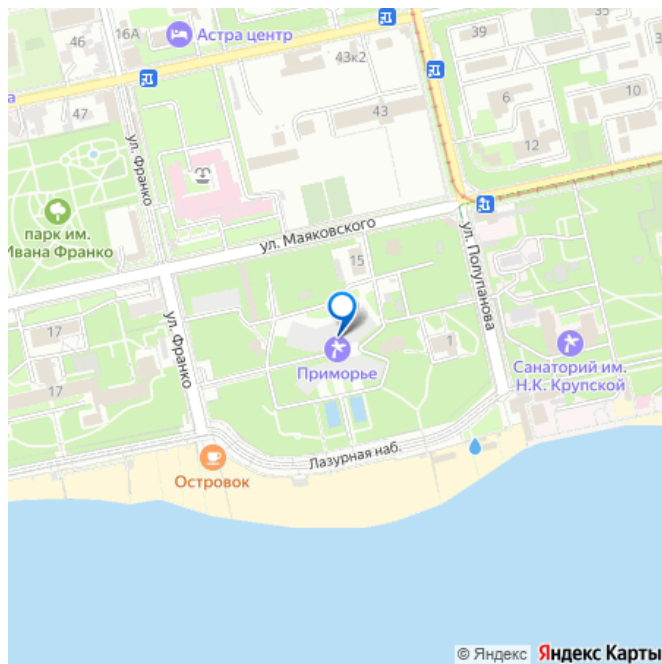 46
16А
Астра центр
43к2
39
35
3
а
47
43
6
10
12
ул. Франко
парк им.
Ивана Франко
ул. Маяковского
15
ул. Полупанова
17
ул. Франко
17
Приморье
1
Санаторий им.
Н.К. Крупской
Лазурная наб.
Островок
© Яндекс
Яндекс Карты